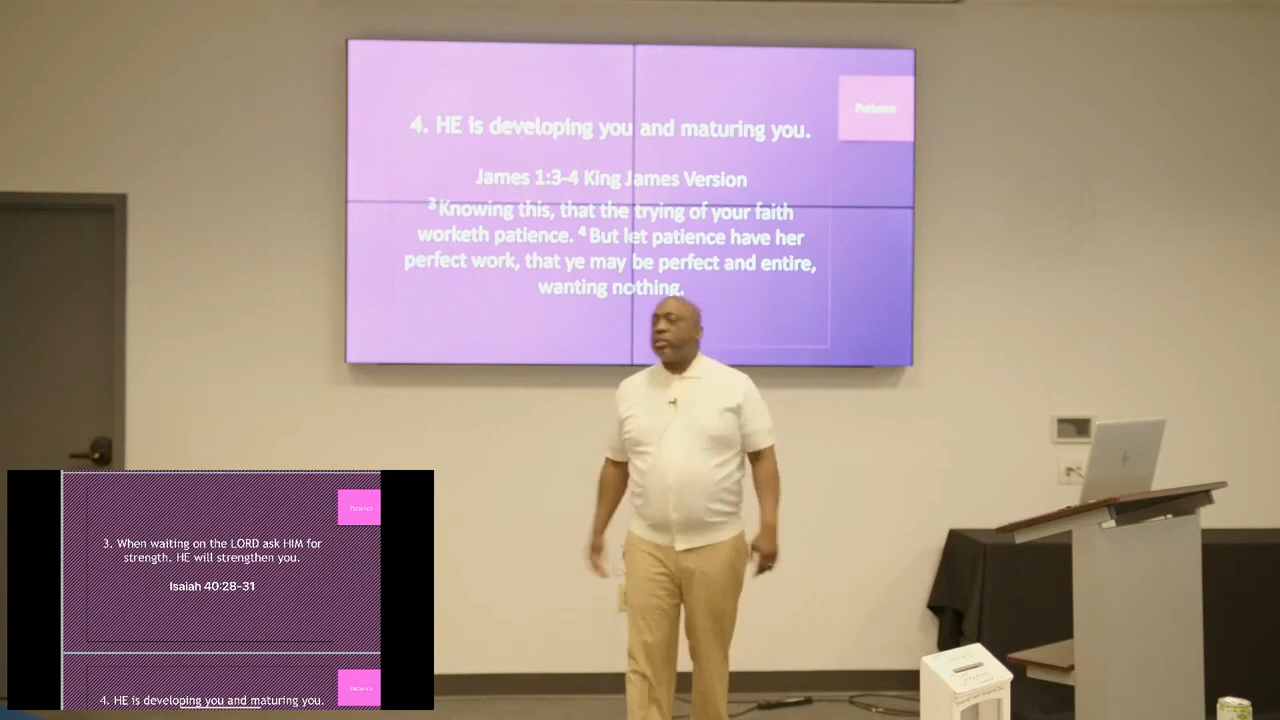 Patience
4. HE is developing you and maturing you.
James 1:3-4 King James Version
3 Knowing this, that the trying of your faith
worketh patience. 4 But let patience have her
perfect work, that ye may be perfect and entire,
wanting nothing.
Patience
3. When waiting on the LORD ask HIM for
strength. HE will strengthen you.
Isaiah 40:28-31
Patience
4. HE is developing you and maturing you.